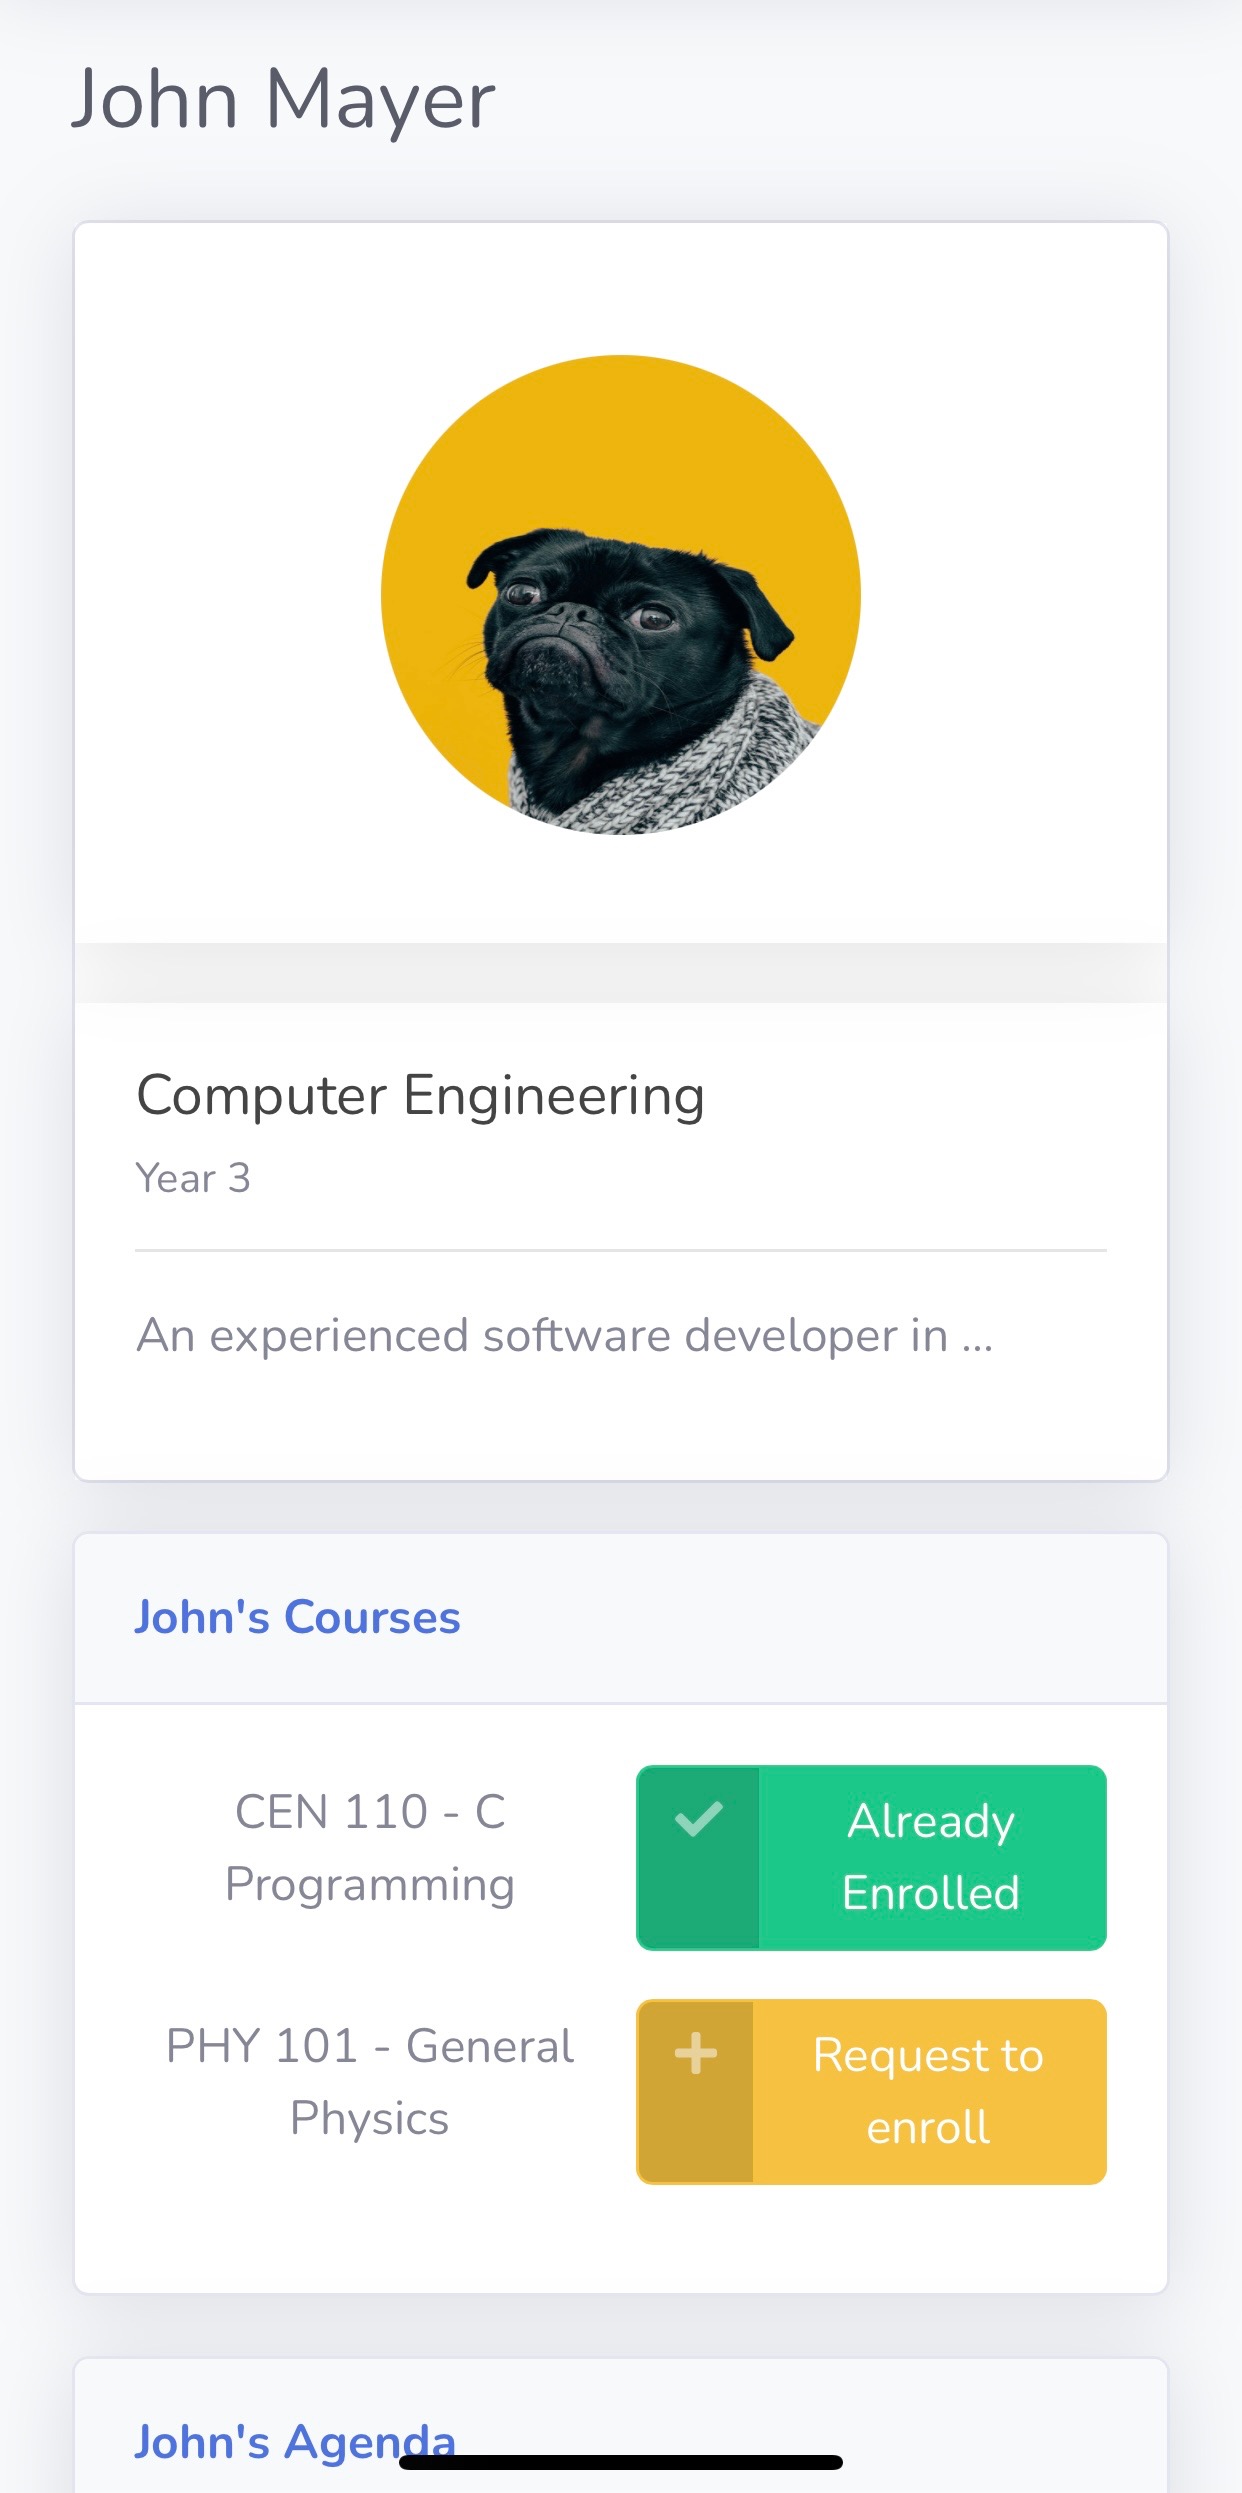 John Mayer
Computer Engineering
Year 3
An experienced software developer in ...
John's Courses
CEN 110 - C
Programming
Already
Enrolled
PHY 101 - General
Physics
Request to
enroll
John's Agenda